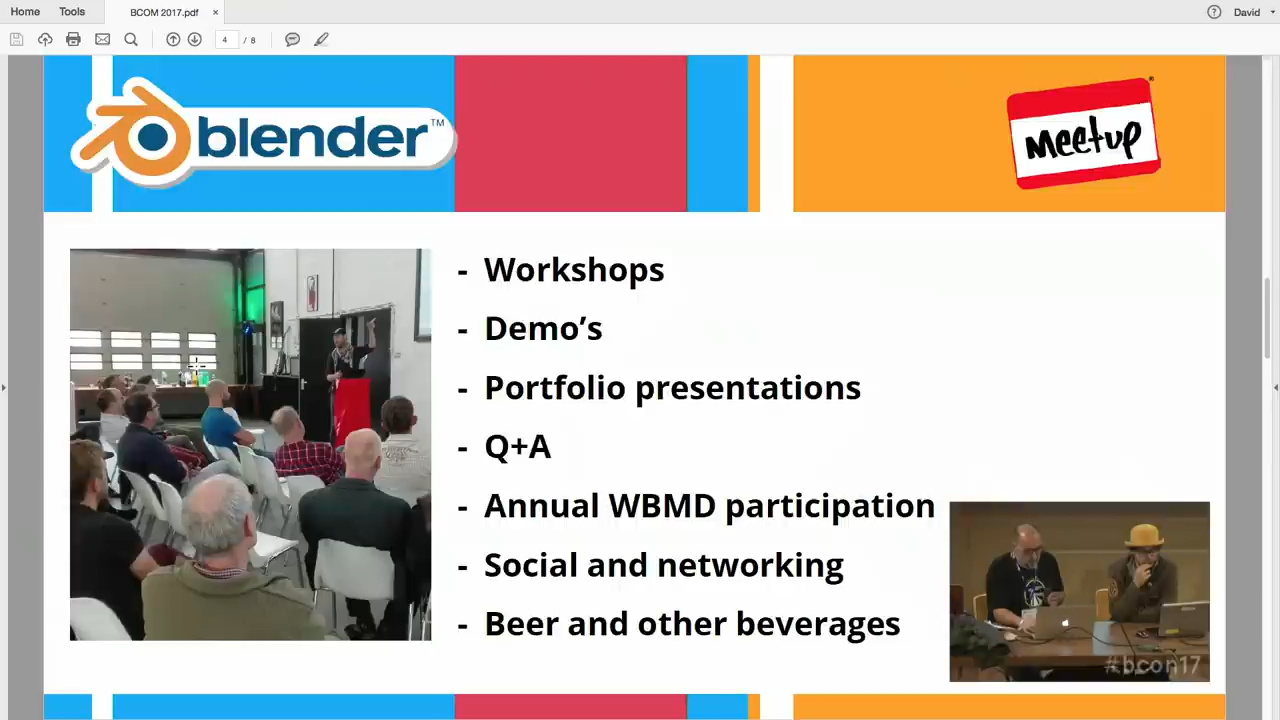 Home
Tools
BCOM 2017.pdf
×
David
4
/ 8
blender™
meetup®
- Workshops
- Demo’s
- Portfolio presentations
- Q+A
- Annual WBMD participation
- Social and networking
- Beer and other beverages
#bcon17